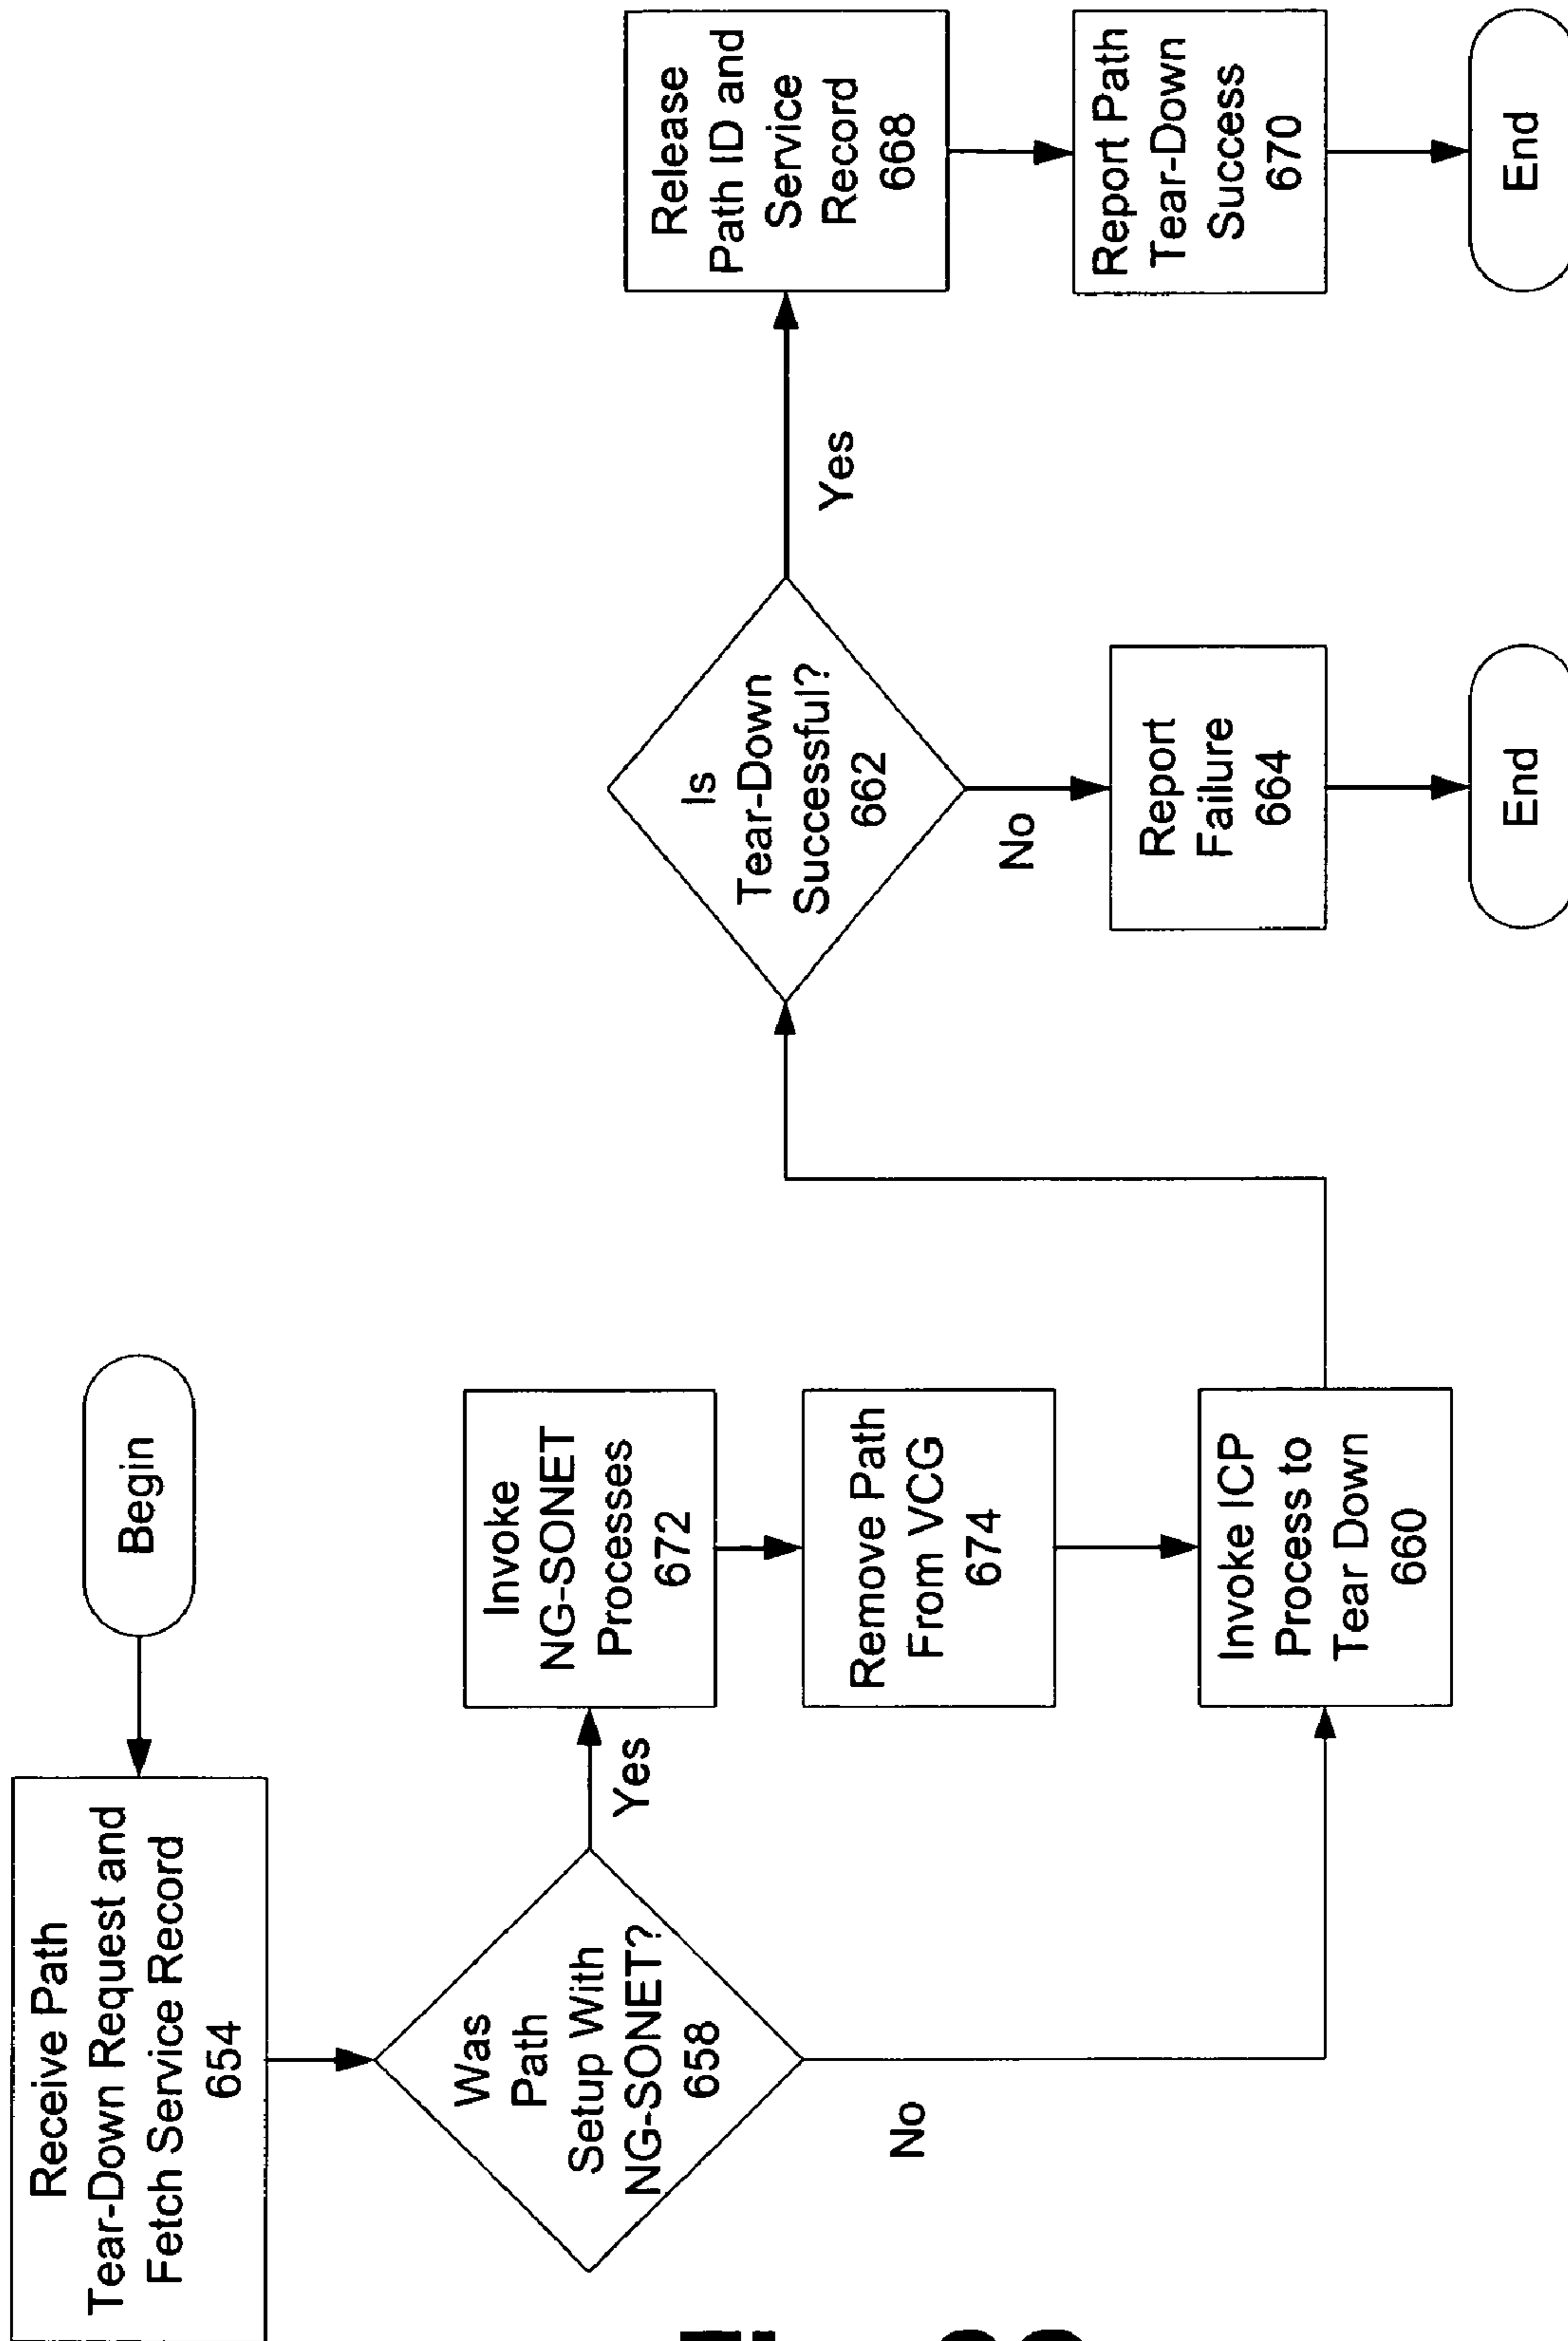 Begin
Receive Path
Tear-Down Request and
Fetch Service Record
654
Was
Path
Setup With
NG-SONET?
658
Yes
No
Invoke
NG-SONET
Processes
672
Remove Path
From VCG
674
Invoke ICP
Process to
Tear Down
660
Is
Tear-Down
Successful?
662
No
Yes
Report
Failure
664
End
Release
Path ID and
Service
Record
668
Report Path
Tear-Down
Success
670
End